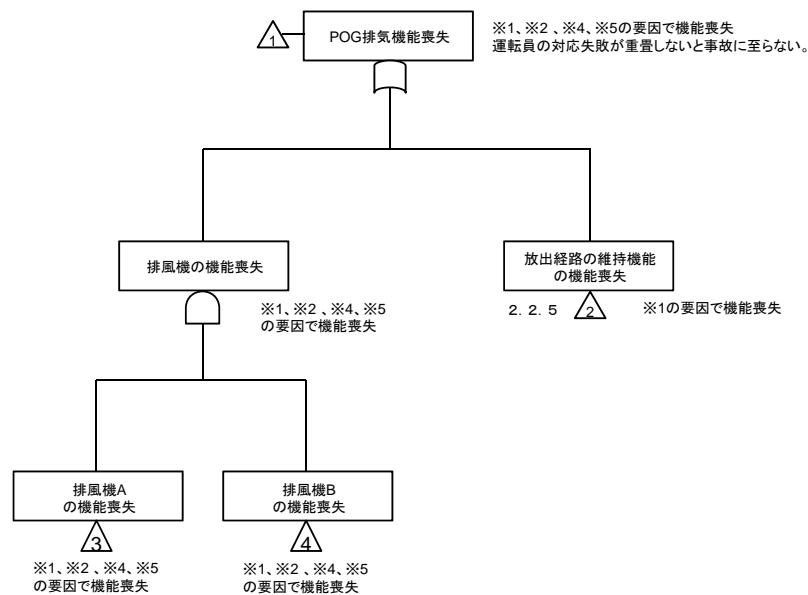 1
POG排気機能喪失
※1、※2 、※4、※5の要因で機能喪失
運転員の対応失敗が重畳しないと事故に至らない。
排風機の機能喪失
※1、※2 、※4、※5
の要因で機能喪失
放出経路の維持機能
の機能喪失
2．2．5
2
※1の要因で機能喪失
排風機A
の機能喪失
3
※1、※2 、※4、※5
の要因で機能喪失
排風機B
の機能喪失
4
※1、※2 、※4、※5
の要因で機能喪失